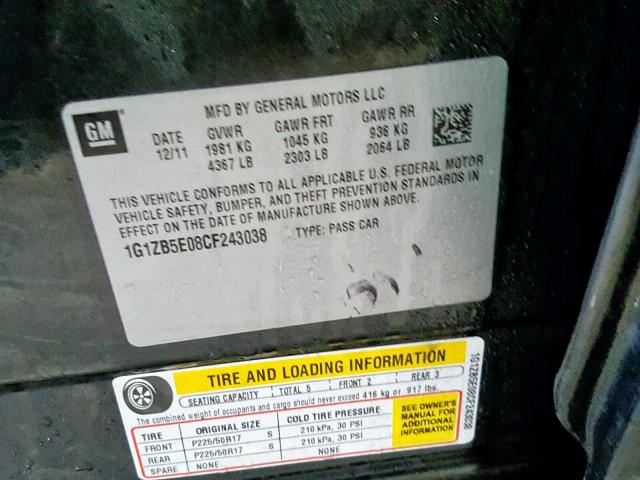 GM
MFD BY GENERAL MOTORS LLC
DATE GVWR GAWR FRT GAWR RR
12/11 1981 KG 1045 KG 936 KG
4367 LB 2303 LB 2064 LB
THIS VEHICLE CONFORMS TO ALL APPLICABLE U.S. FEDERAL MOTOR
VEHICLE SAFETY, BUMPER, AND THEFT PREVENTION STANDARDS IN
EFFECT ON THE DATE OF MANUFACTURE SHOWN ABOVE.
1G1ZB5E08CF243038 TYPE: PASS CAR
TIRE AND LOADING INFORMATION
SEATING CAPACITY TOTAL 5 FRONT 2 REAR 3
The combined weight of occupants and cargo should never exceed 416 kg or 917 lbs.
TIRE ORIGINAL SIZE COLD TIRE PRESSURE
FRONT P225/50R17 S 210 kPa, 30 PSI
REAR P225/50R17 S 210 kPa, 30 PSI
SPARE NONE NONE
SEE OWNER'S
MANUAL FOR
ADDITIONAL
INFORMATION
1G1ZB5E08CF243038